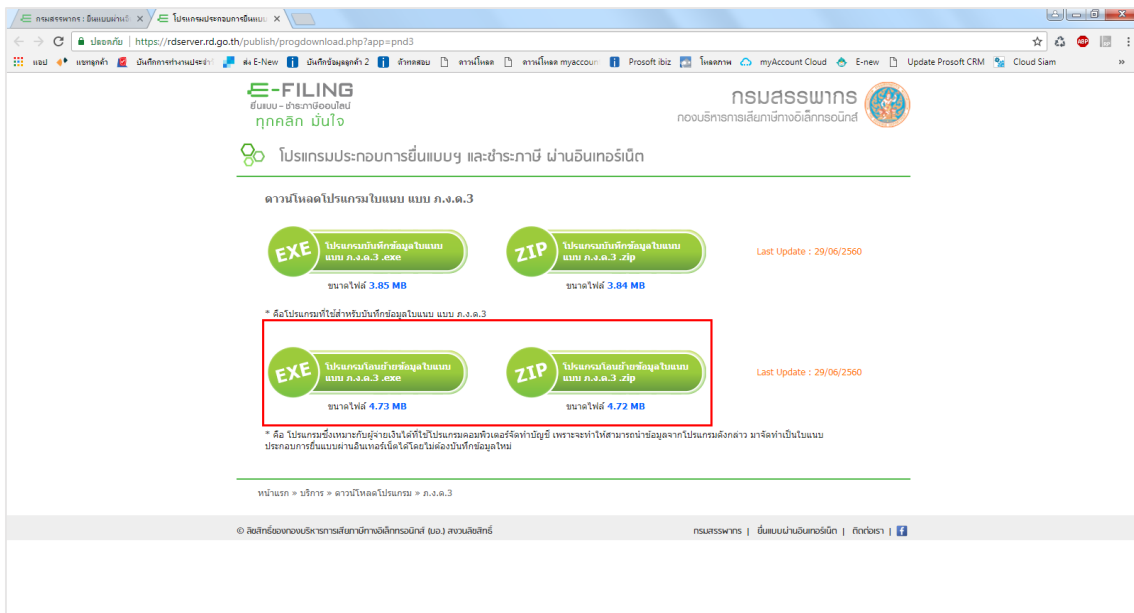 กรมสรรพากร : ยื่นแบบผ่านอิ
โปรแกรมประกอบการยื่นแบบ
ปลอดภัย | https://rdserver.rd.go.th/publish/progdownload.php?app=pnd3
แอป แขกลูกค้า บันทึกการทำงานประจำ ส่ง E-New บันทึกข้อมูลลูกค้า 2 ตัวทดสอบ ดาวน์โหลด ดาวน์โหลด myaccoun Prosoft ibiz โหลดภาพ myAccount Cloud E-new Update Prosoft CRM Cloud Siam »
E-FILING
ยื่นแบบ - ชำระภาษีออนไลน์
ทุกคลิก มั่นใจ
กรมสรรพากร
กองบริหารการเสียภาษีทางอิเล็กทรอนิกส์
โปรแกรมประกอบการยื่นแบบฯ และชำระภาษี ผ่านอินเทอร์เน็ต
ดาวน์โหลดโปรแกรมใบแนบ แบบ ภ.ง.ด.3
EXE โปรแกรมบันทึกข้อมูลใบแนบ
แบบ ภ.ง.ด.3 .exe
ขนาดไฟล์ 3.85 MB
ZIP โปรแกรมบันทึกข้อมูลใบแนบ
แบบ ภ.ง.ด.3 .zip
ขนาดไฟล์ 3.84 MB
Last Update : 29/06/2560
* คือโปรแกรมที่ใช้สำหรับบันทึกข้อมูลใบแนบ แบบ ภ.ง.ด.3
EXE โปรแกรมโอนย้ายข้อมูลใบแนบ
แบบ ภ.ง.ด.3 .exe
ขนาดไฟล์ 4.73 MB
ZIP โปรแกรมโอนย้ายข้อมูลใบแนบ
แบบ ภ.ง.ด.3 .zip
ขนาดไฟล์ 4.72 MB
Last Update : 29/06/2560
* คือ โปรแกรมซึ่งเหมาะกับผู้จ่ายเงินได้ที่ใช้โปรแกรมคอมพิวเตอร์จัดทำบัญชี เพราะจะทำให้สามารถนำข้อมูลจากโปรแกรมดังกล่าว มาจัดทำเป็นใบแนบ
ประกอบการยื่นแบบผ่านอินเทอร์เน็ตได้โดยไม่ต้องบันทึกข้อมูลใหม่
หน้าแรก » บริการ » ดาวน์โหลดโปรแกรม » ภ.ง.ด.3
© ลิขสิทธิ์ของกองบริหารการเสียภาษีทางอิเล็กทรอนิกส์ (บอ.) สงวนลิขสิทธิ์
กรมสรรพากร | ยื่นแบบผ่านอินเทอร์เน็ต | ติดต่อเรา |